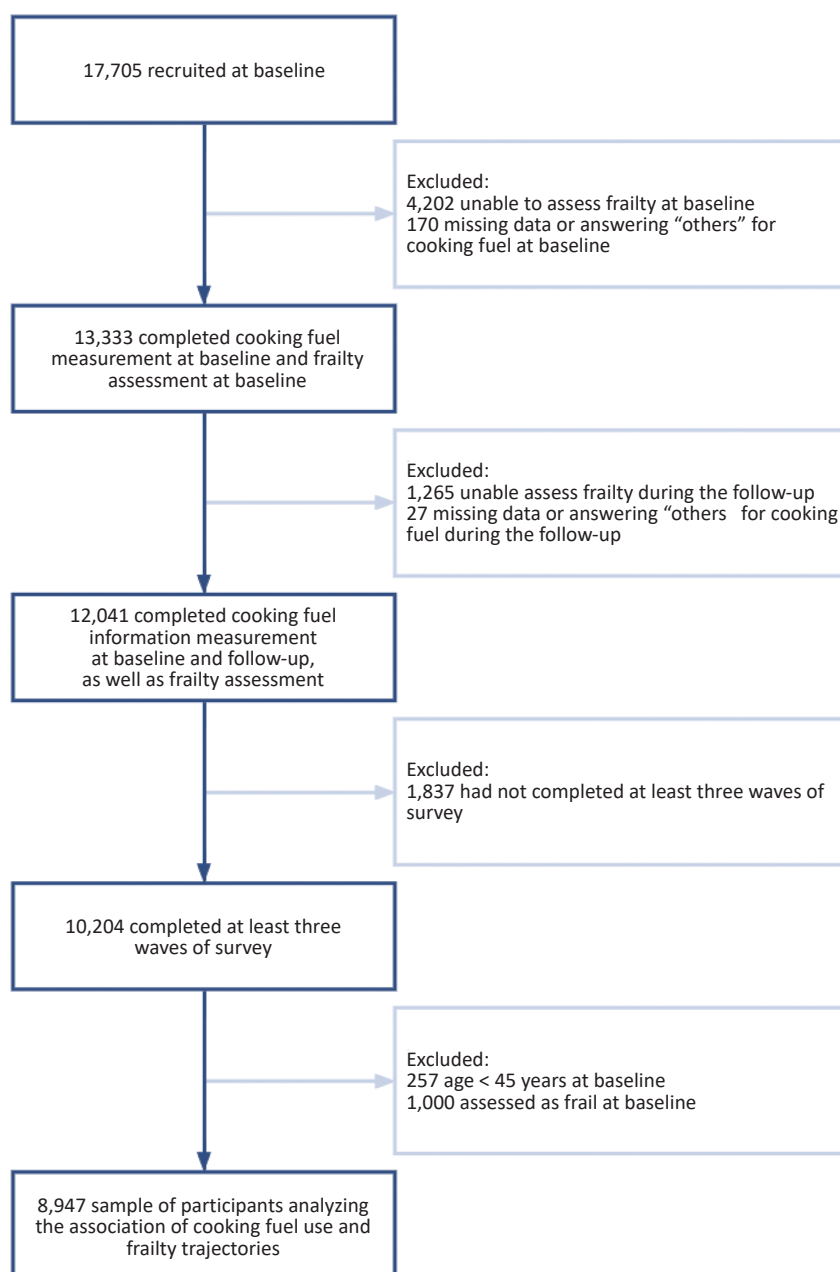 17,705 recruited at baseline
Excluded:
4,202 unable to assess frailty at baseline
170 missing data or answering “others” for
cooking fuel at baseline
13,333 completed cooking fuel
measurement at baseline and frailty
assessment at baseline
Excluded:
1,265 unable assess frailty during the follow-up
27 missing data or answering “others for cooking
fuel during the follow-up
12,041 completed cooking fuel
information measurement
at baseline and follow-up,
as well as frailty assessment
Excluded:
1,837 had not completed at least three waves of
survey
10,204 completed at least three
waves of survey
Excluded:
257 age < 45 years at baseline
1,000 assessed as frail at baseline
8,947 sample of participants analyzing
the association of cooking fuel use and
frailty trajectories